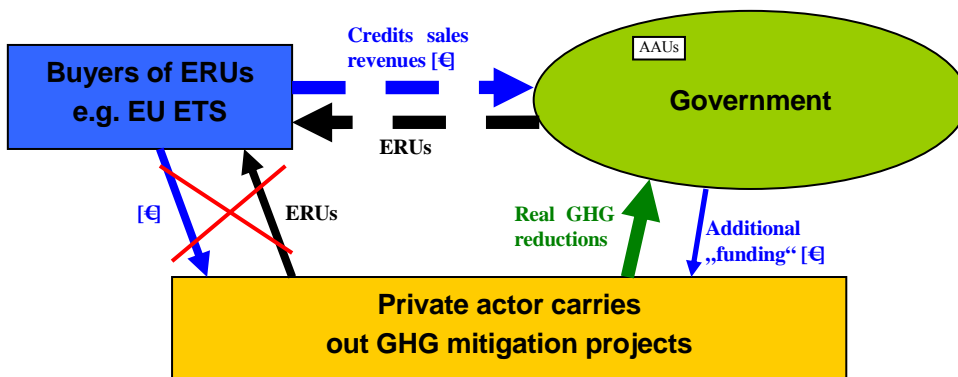 Credits sales
revenues [€]
AAUs
Buyers of ERUs
e.g. EU ETS
Government
ERUs
[€]
ERUs
Real GHG
reductions
Additional
„funding“ [€]
Private actor carries
out GHG mitigation projects